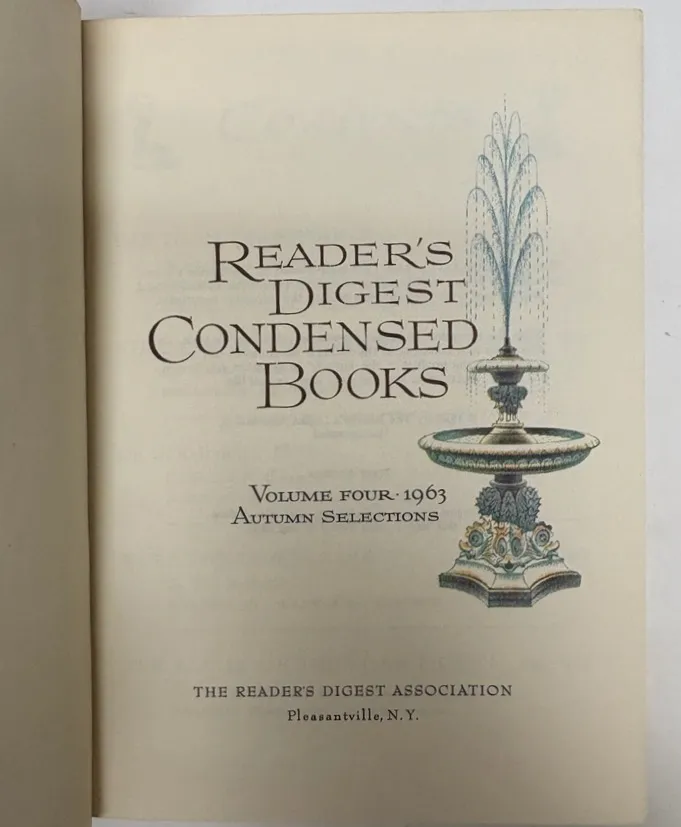 READER'S
DIGEST
CONDENSED
BOOKS
VOLUME FOUR · 1963
AUTUMN SELECTIONS
THE READER'S DIGEST ASSOCIATION
Pleasantville, N.Y.